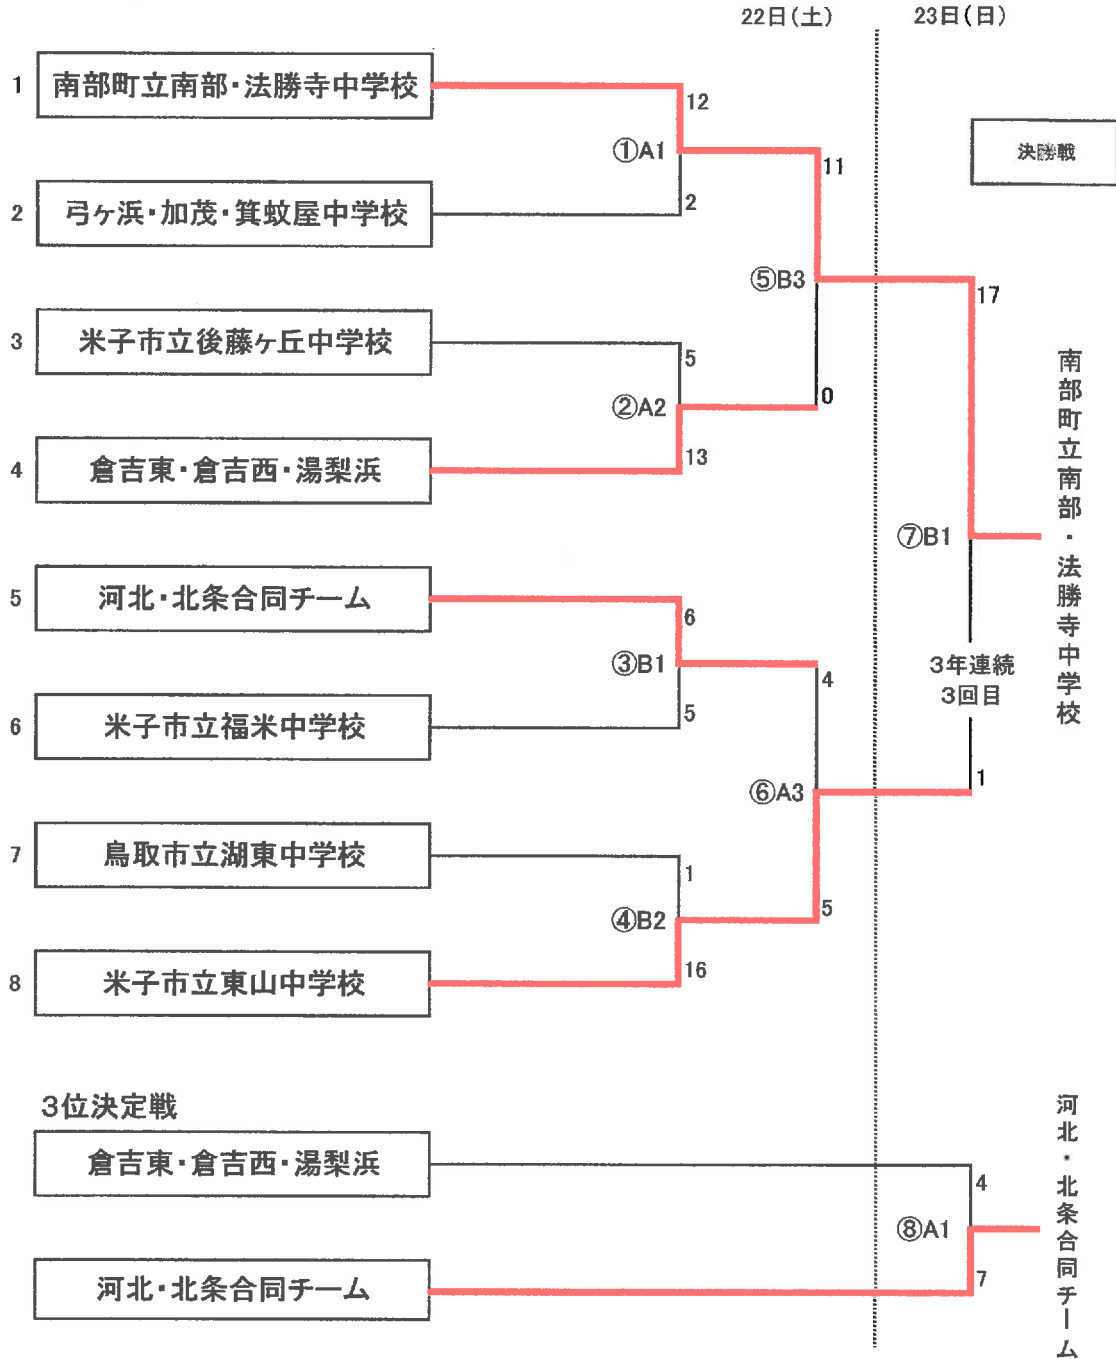 22日(土)
23日(日)
決勝戦
1
南部町立南部・法勝寺中学校
12
①A1
11
2
弓ヶ浜・加茂・箕蚊屋中学校
2
⑤B3
17
3
米子市立後藤ヶ丘中学校
5
②A2
0
4
倉吉東・倉吉西・湯梨浜
13
⑦B1
南部町立南部・法勝寺中学校
5
河北・北条合同チーム
6
③B1
4
3年連続
3回目
6
米子市立福米中学校
5
⑥A3
1
7
鳥取市立湖東中学校
1
④B2
5
8
米子市立東山中学校
16
3位決定戦
倉吉東・倉吉西・湯梨浜
4
⑧A1
河北・北条合同チーム
河北・北条合同チーム
7